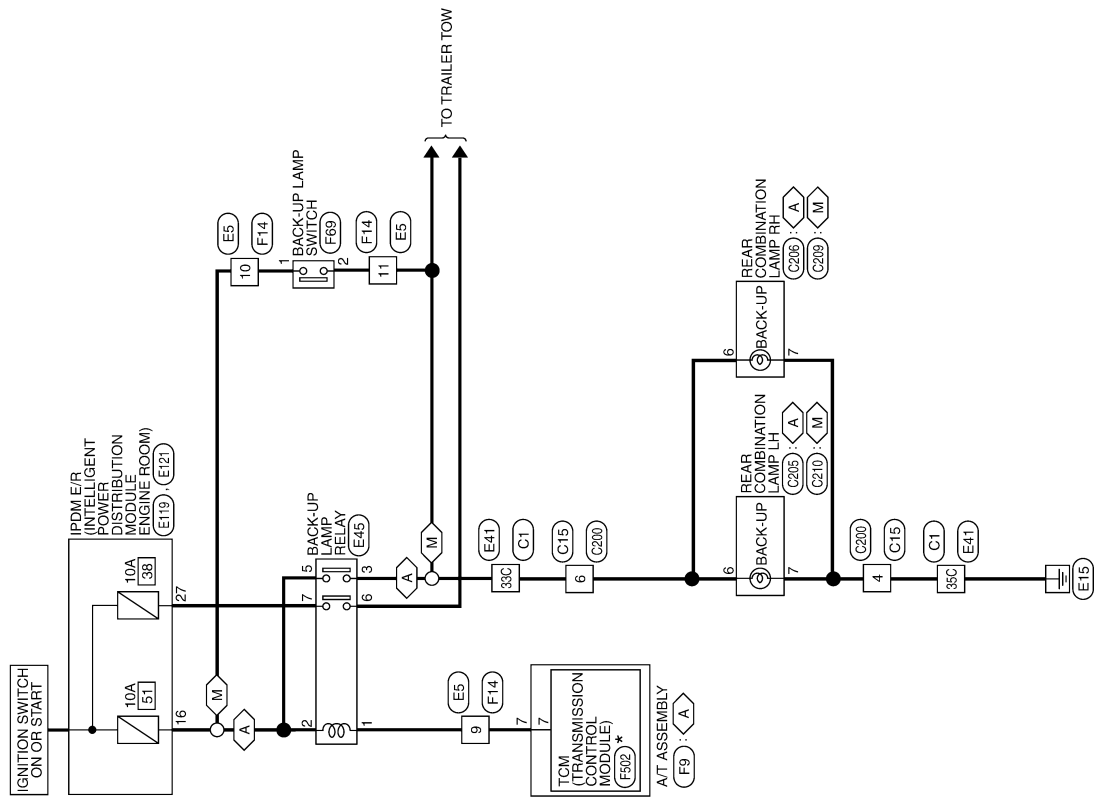 IGNITION SWITCH
ON OR START
IPDM E/R
(INTELLIGENT
POWER
DISTRIBUTION
MODULE
ENGINE ROOM)
E119 , E121
10A
51
10A
38
16
27
M
A
E5
F14
10
1
BACK-UP LAMP
SWITCH
F69
2
F14
E5
11
TO TRAILER TOW
BACK-UP
LAMP
RELAY
E45
2
7
5
1
6
3
A
M
E5
F14
9
7
7
TCM
(TRANSMISSION
CONTROL
MODULE)
F502 *
A/T ASSEMBLY
F9 : A
E41
C1
33C
C15
C200
6
REAR
COMBINATION
LAMP LH
C205 : A
C210 : M
6
BACK-UP
7
REAR
COMBINATION
LAMP RH
C206 : A
C209 : M
6
BACK-UP
7
C200
C15
4
C1
E41
35C
E15